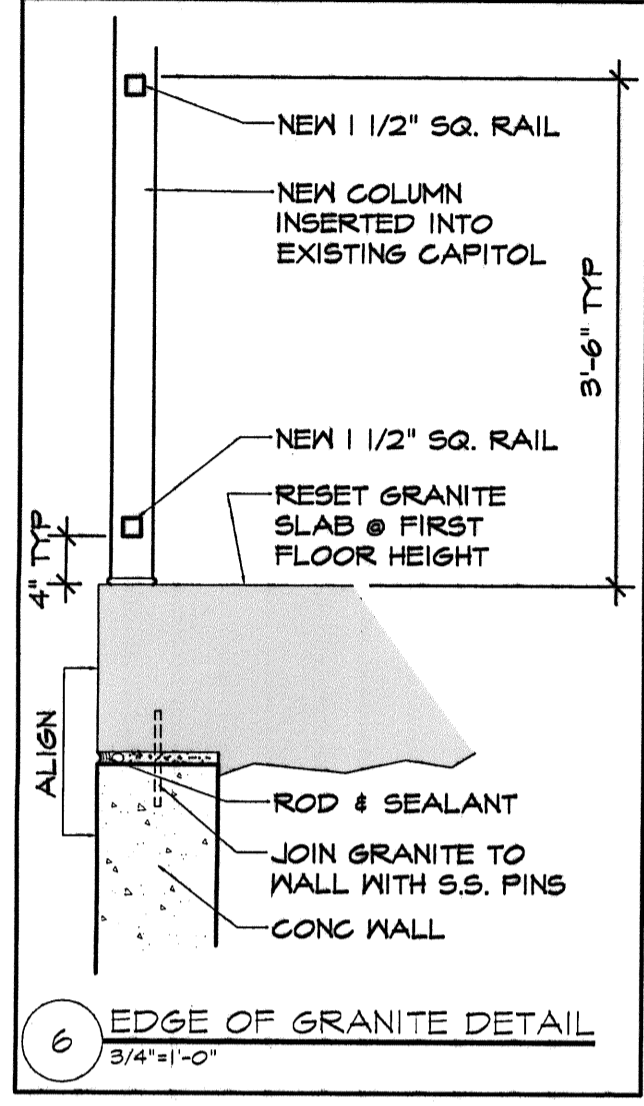 NEW 1 1/2" SQ. RAIL
NEW COLUMN
INSERTED INTO
EXISTING CAPITOL
3'-6" TYP
NEW 1 1/2" SQ. RAIL
RESET GRANITE
SLAB @ FIRST
FLOOR HEIGHT
4" TYP
ALIGN
ROD & SEALANT
JOIN GRANITE TO
WALL WITH S.S. PINS
CONC WALL
6
EDGE OF GRANITE DETAIL
3/4"=1'-0"